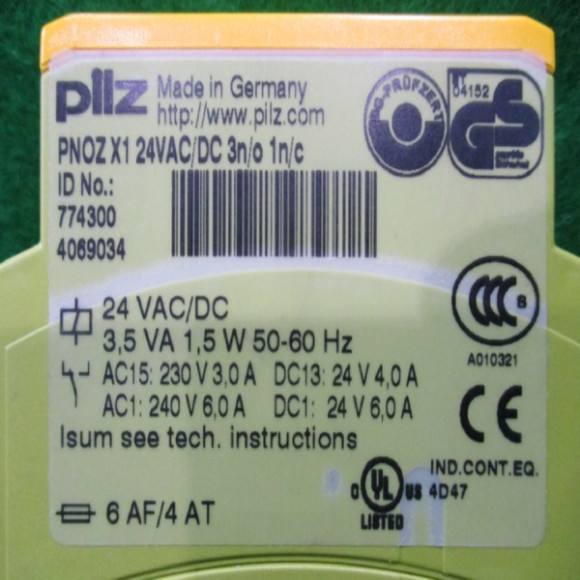 pilz Made in Germany
http://www.pilz.com
PNOZ X1 24VAC/DC 3n/o 1n/c
ID No.:
774300
4069034
BG-PRÜFZERT
04152
GS
24 VAC/DC
3,5 VA 1,5 W 50-60 Hz
AC15: 230 V 3,0 A DC13: 24 V 4,0 A
AC1: 240 V 6,0 A DC1: 24 V 6,0 A
Isum see tech. instructions
6 AF/4 AT
CCC S
A010321
CE
c UL US
LISTED
IND.CONT.EQ.
4D47